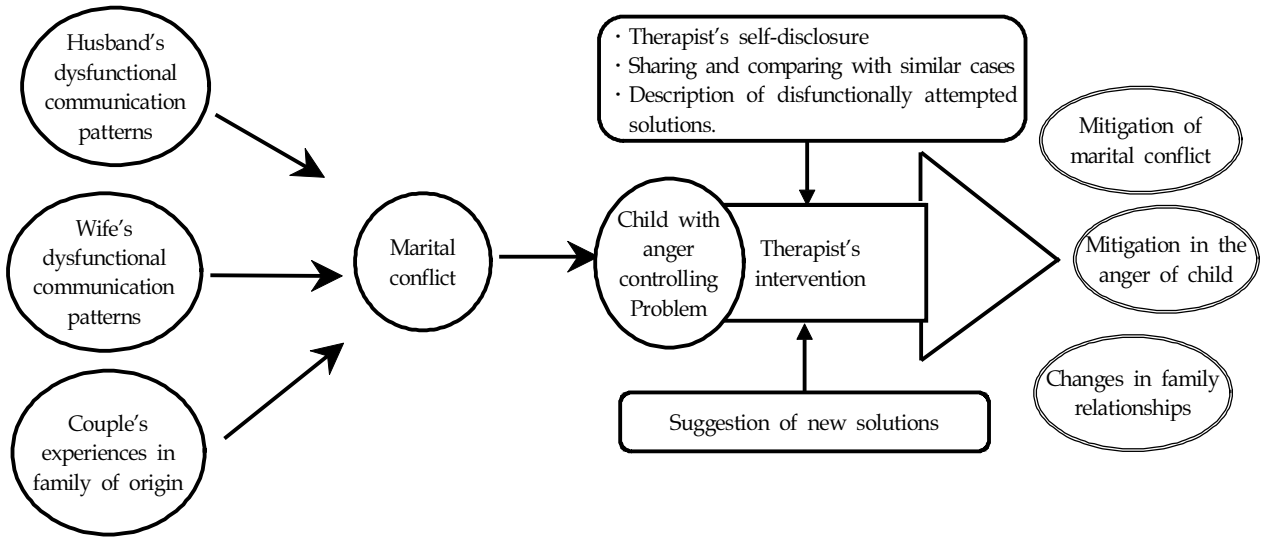 Husband's
dysfunctional
communication
patterns
Wife's
dysfunctional
communication
patterns
Couple's
experiences in
family of origin
Marital
conflict
· Therapist's self-disclosure
· Sharing and comparing with similar cases
· Description of disfunctionally attempted
solutions.
Child with
anger
controlling
Problem
Therapist's
intervention
Suggestion of new solutions
Mitigation of
marital conflict
Mitigation in the
anger of child
Changes in family
relationships